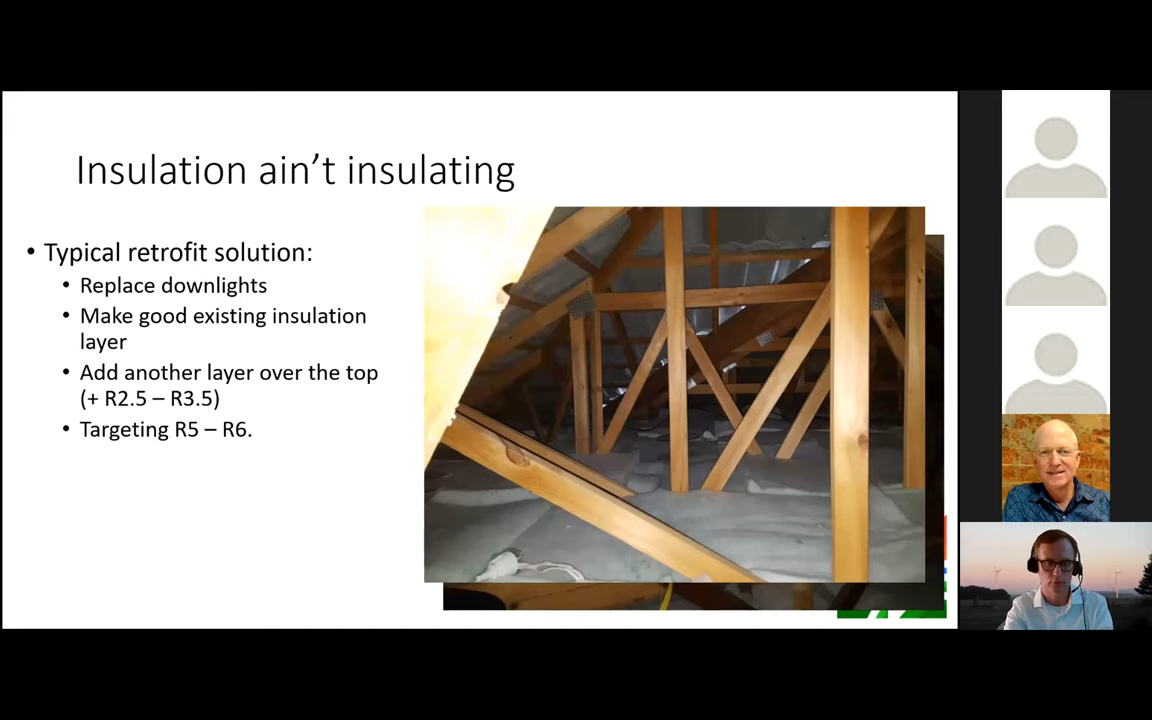 Insulation ain’t insulating
• Typical retrofit solution:
• Replace downlights
• Make good existing insulation
layer
• Add another layer over the top
(+ R2.5 – R3.5)
• Targeting R5 – R6.